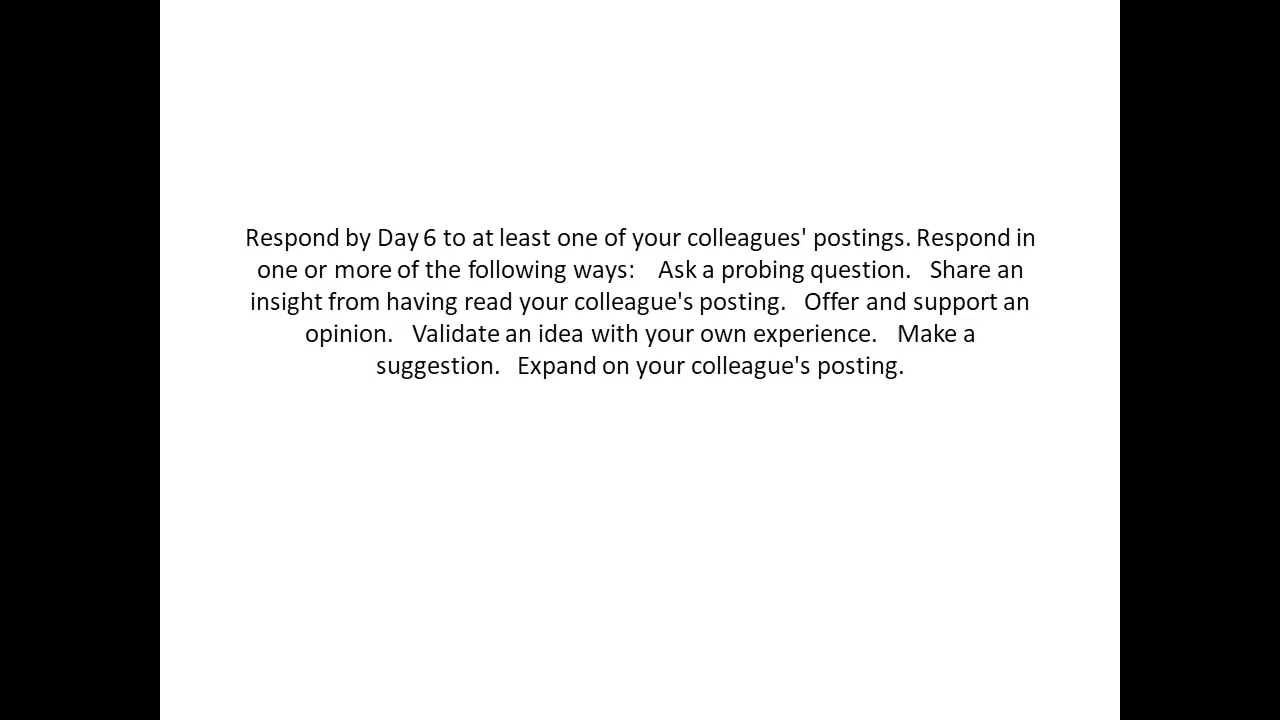 Respond by Day 6 to at least one of your colleagues' postings. Respond in
one or more of the following ways:    Ask a probing question.   Share an
insight from having read your colleague's posting.   Offer and support an
opinion.   Validate an idea with your own experience.   Make a
suggestion.   Expand on your colleague's posting.